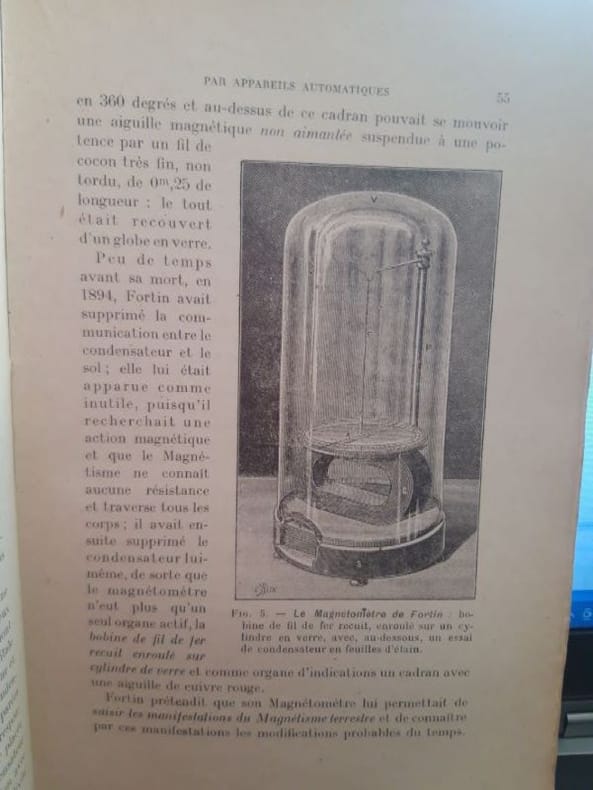 PAR APPAREILS AUTOMATIQUES
55
en 360 degrés et au-dessus de ce cadran pouvait se mouvoir
une aiguille magnétique non aimantée suspendue à une po-
tence par un fil de
cocon très fin, non
tordu, de 0m,25 de
longueur : le tout
était recouvert
d'un globe en verre.
Peu de temps
avant sa mort, en
1894, Fortin avait
supprimé la com-
munication entre le
condensateur et le
sol ; elle lui était
apparue comme
inutile, puisqu'il
recherchait une
action magnétique
et que le Magné-
tisme ne connaît
aucune résistance
et traverse tous les
corps ; il avait en-
suite supprimé le
condensateur lui-
même, de sorte que
le magnétomètre
n'eut plus qu'un
seul organe actif, la
bobine de fil de fer
recuit enroulé sur
cylindre de verre et comme organe d'indications un cadran avec
une aiguille de cuivre rouge.
Fortin prétendit que son Magnétomètre lui permettait de
saisir les manifestations du Magnétisme terrestre et de connaître
par ces manifestations les modifications probables du temps.
V
FIG. 5. — Le Magnétomètre de Fortin : bo-
bine de fil de fer recuit, enroulé sur un cy-
lindre en verre, avec, au-dessous, un essai
de condensateur en feuilles d'étain.